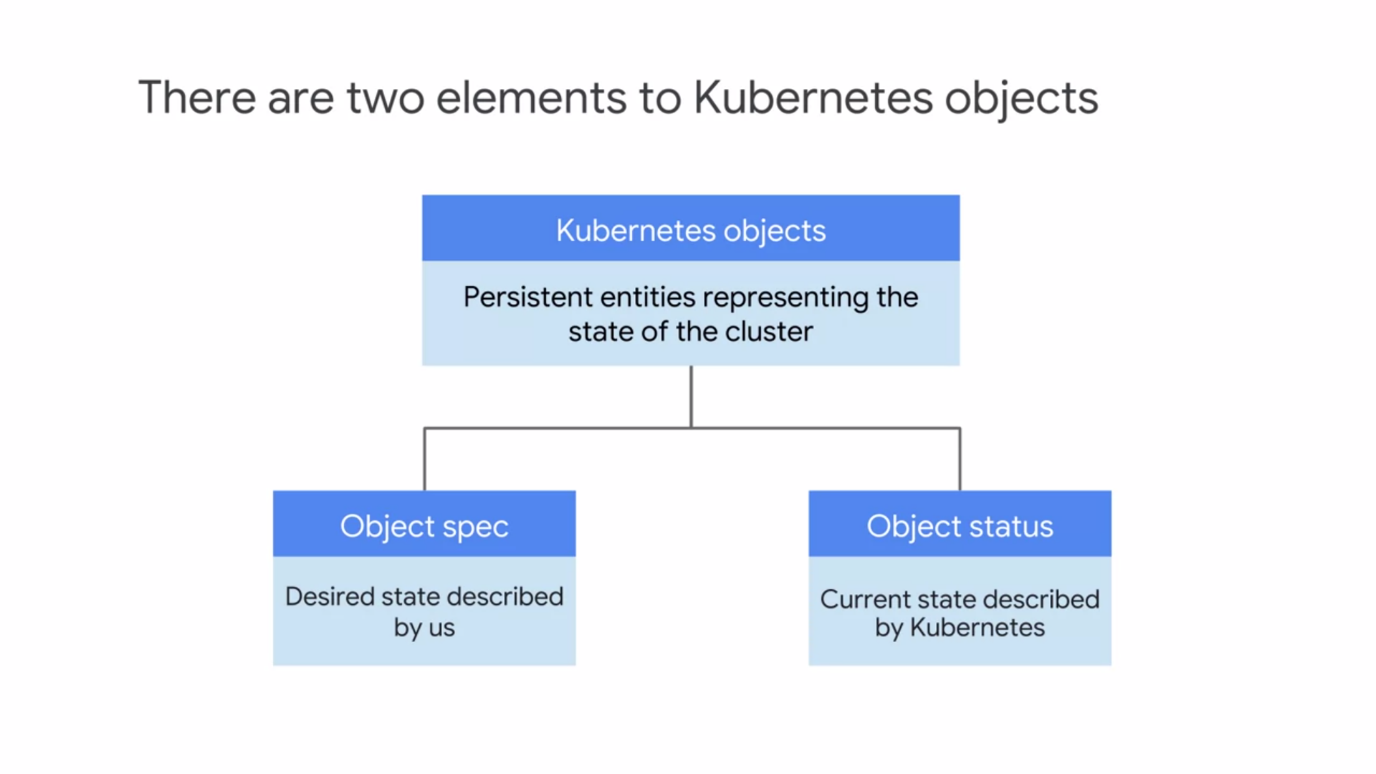 There are two elements to Kubernetes objects
Kubernetes objects
Persistent entities representing the
state of the cluster
Object spec
Desired state described
by us
Object status
Current state described
by Kubernetes